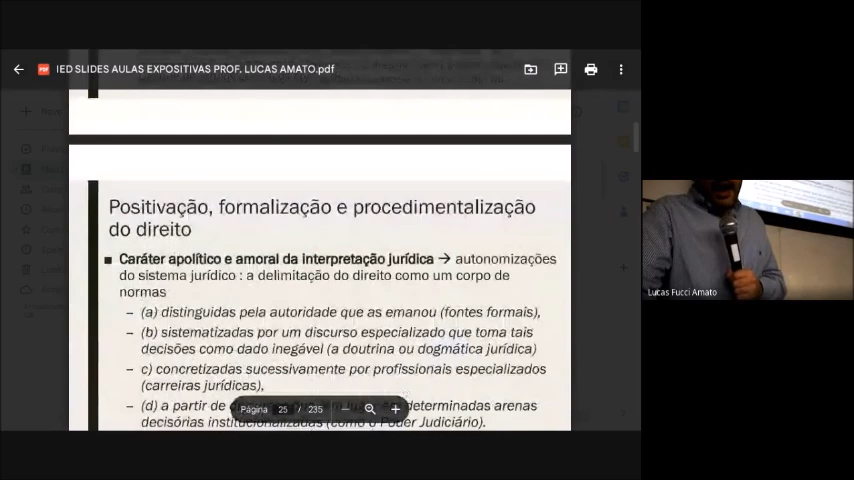 IED SLIDES AULAS EXPOSITIVAS PROF. LUCAS AMATO.pdf
Positivação, formalização e procedimentalização
do direito
Caráter apolítico e amoral da interpretação jurídica → autonomizações
do sistema jurídico : a delimitação do direito como um corpo de
normas
– (a) distinguidas pela autoridade que as emanou (fontes formais),
– (b) sistematizadas por um discurso especializado que toma tais
decisões como dado inegável (a doutrina ou dogmática jurídica)
– c) concretizadas sucessivamente por profissionais especializados
(carreiras jurídicas),
– (d) a partir de determinadas arenas
decisórias institucionalizadas (como o Poder Judiciário).
Página 25 / 235
Lucas Fucci Amato